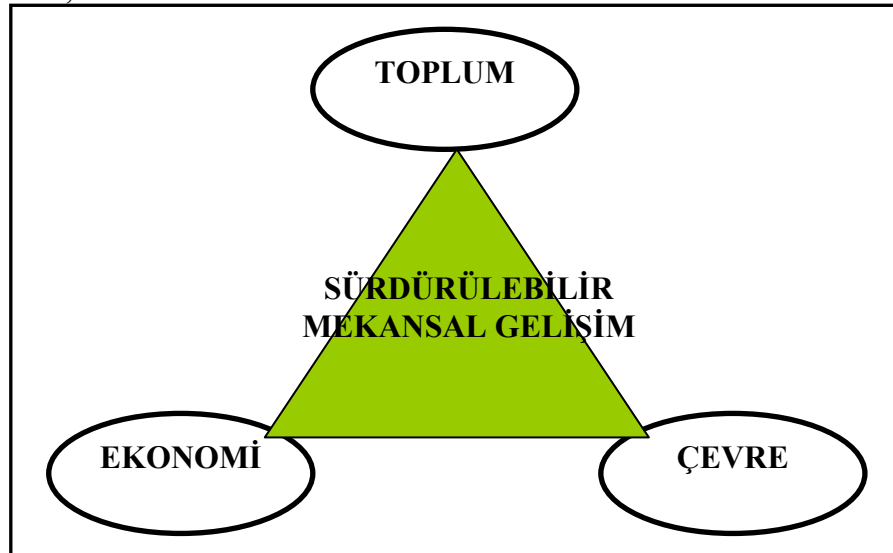 TOPLUM
SÜRDÜRÜLEBİLİR
MEKANSAL GELİŞİM
EKONOMİ
ÇEVRE